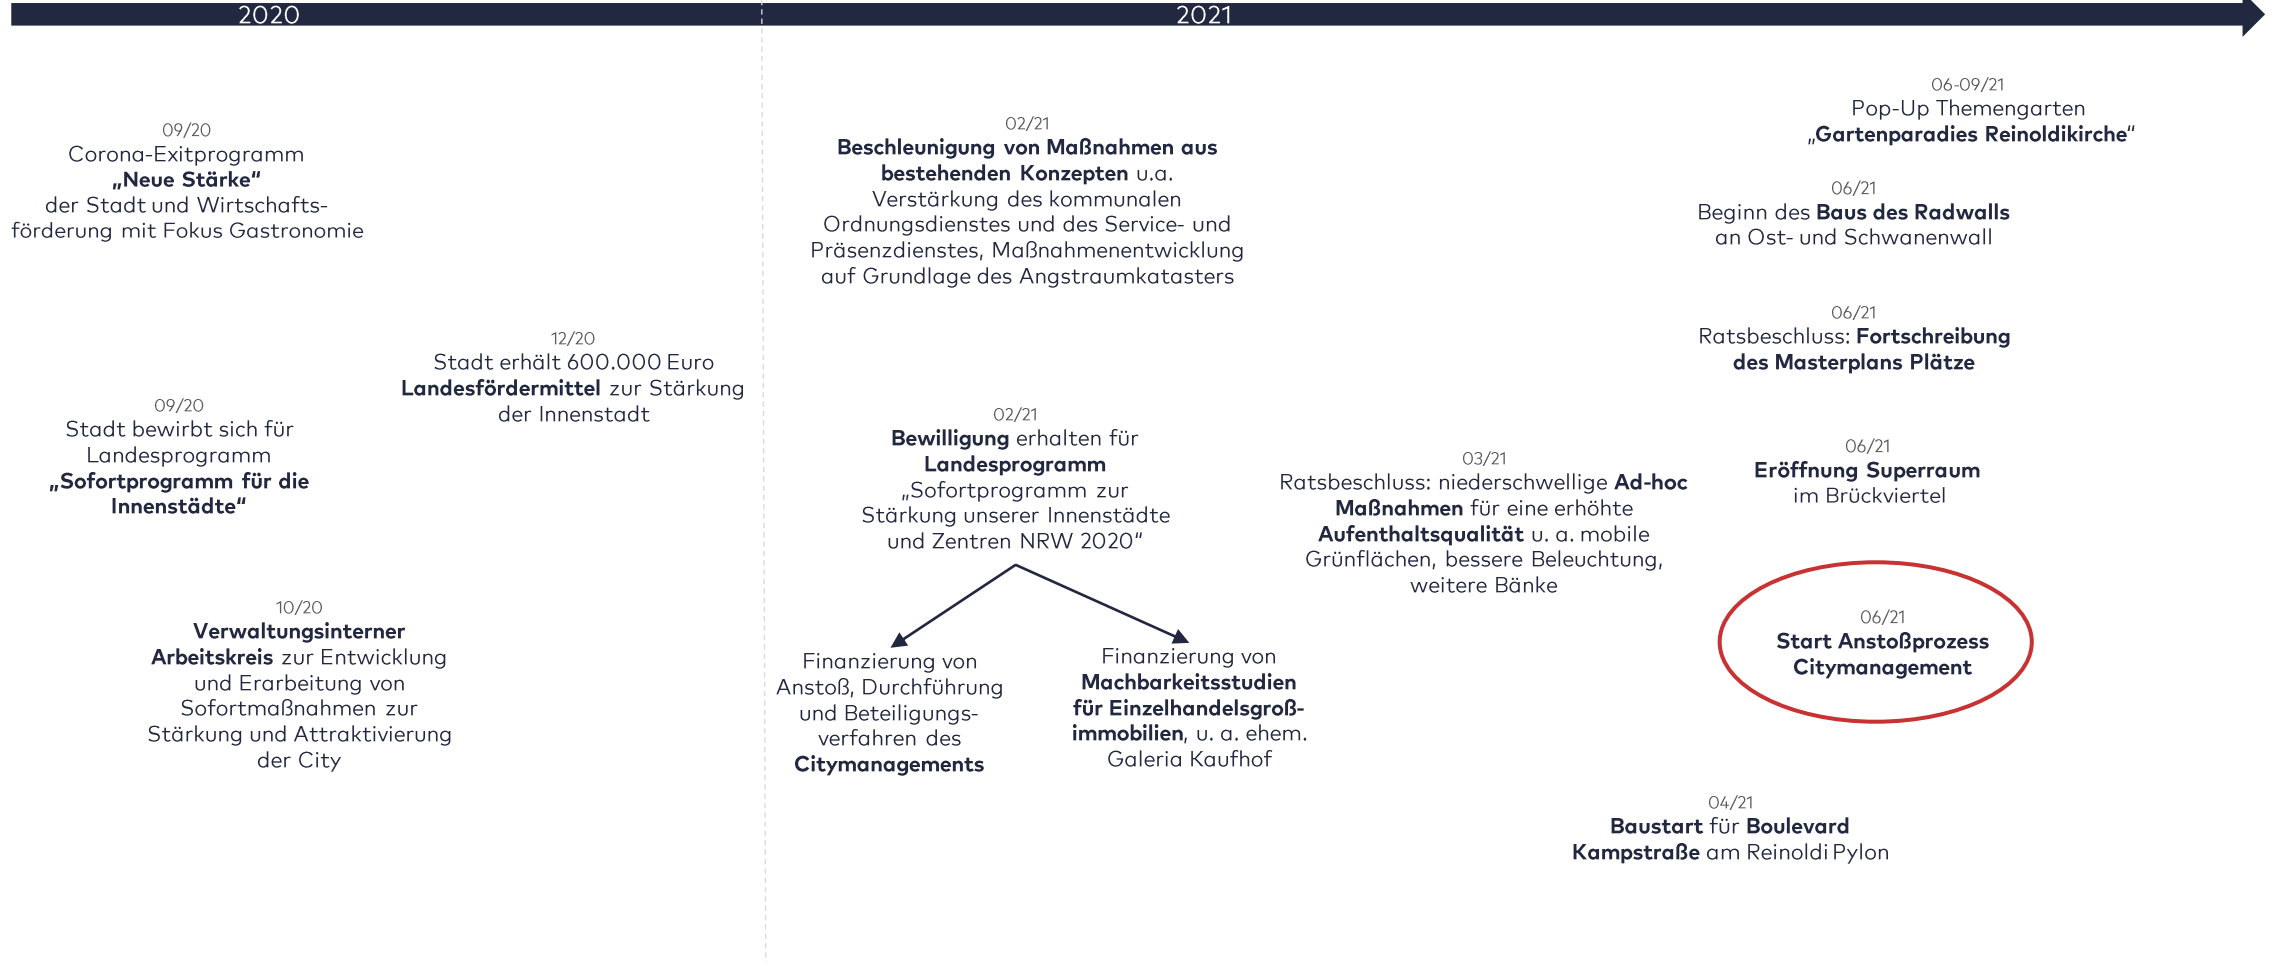 2020
2021
09/20
Corona-Exitprogramm
„Neue Stärke“
der Stadt und Wirtschafts-
förderung mit Fokus Gastronomie
09/20
Stadt bewirbt sich für
Landesprogramm
„Sofortprogramm für die
Innenstädte“
10/20
Verwaltungsinterner
Arbeitskreis zur Entwicklung
und Erarbeitung von
Sofortmaßnahmen zur
Stärkung und Attraktivierung
der City
12/20
Stadt erhält 600.000 Euro
Landesfördermittel zur Stärkung
der Innenstadt
02/21
Beschleunigung von Maßnahmen aus
bestehenden Konzepten u.a.
Verstärkung des kommunalen
Ordnungsdienstes und des Service- und
Präsenzdienstes, Maßnahmenentwicklung
auf Grundlage des Angstraumkatasters
02/21
Bewilligung erhalten für
Landesprogramm
„Sofortprogramm zur
Stärkung unserer Innenstädte
und Zentren NRW 2020“
Finanzierung von
Anstoß, Durchführung
und Beteiligungs-
verfahren des
Citymanagements
Finanzierung von
Machbarkeitsstudien
für Einzelhandelsgroß-
immobilien, u. a. ehem.
Galeria Kaufhof
03/21
Ratsbeschluss: niederschwellige Ad-hoc
Maßnahmen für eine erhöhte
Aufenthaltsqualität u. a. mobile
Grünflächen, bessere Beleuchtung,
weitere Bänke
06-09/21
Pop-Up Themengarten
„Gartenparadies Reinoldikirche“
06/21
Beginn des Baus des Radwalls
an Ost- und Schwanenwall
06/21
Ratsbeschluss: Fortschreibung
des Masterplans Plätze
06/21
Eröffnung Superraum
im Brückviertel
06/21
Start Anstoßprozess
Citymanagement
04/21
Baustart für Boulevard
Kampstraße am Reinoldi Pylon